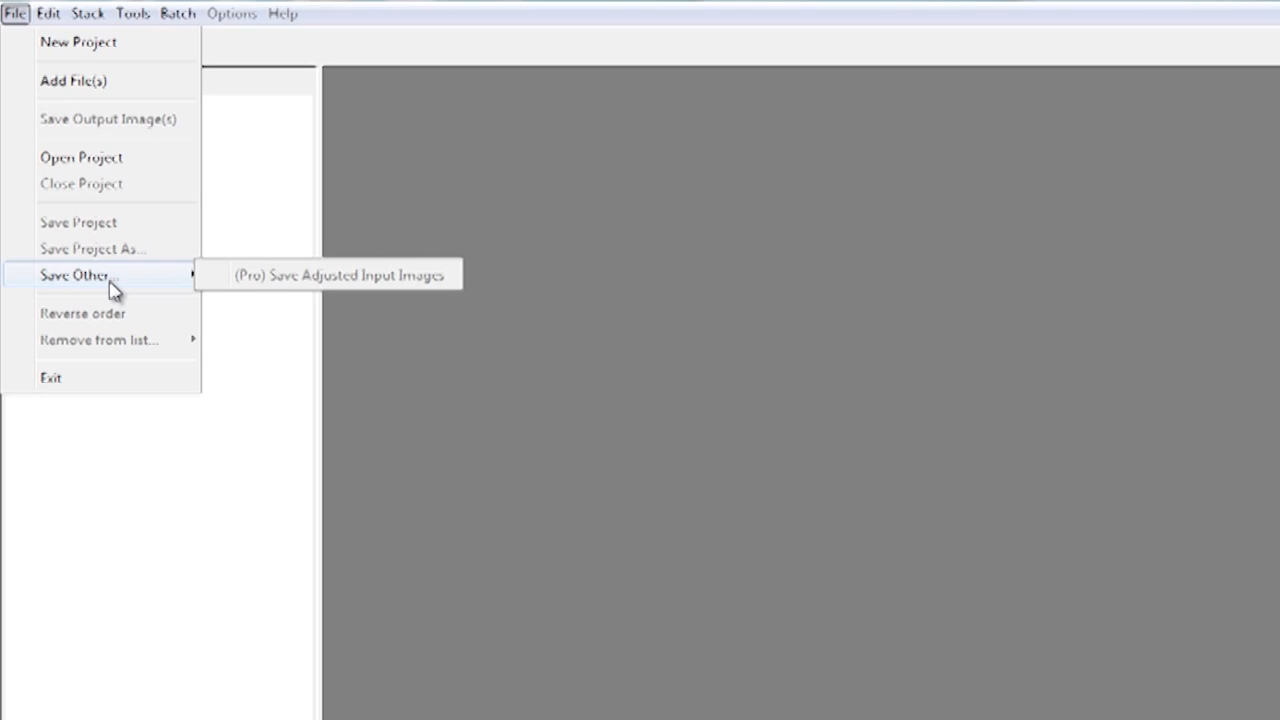 File Edit Stack Tools Batch Options Help
New Project
Add File(s)
Save Output Image(s)
Open Project
Close Project
Save Project
Save Project As...
Save Other...
(Pro) Save Adjusted Input Images
Reverse order
Remove from list...
Exit